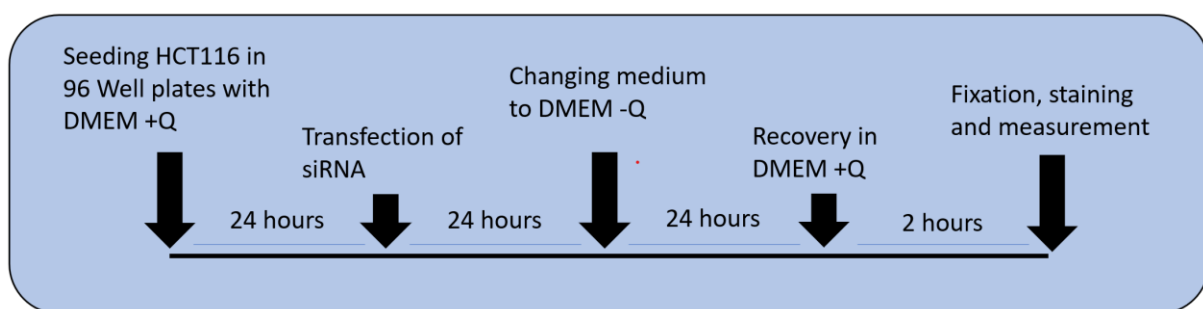 Seeding HCT116 in
96 Well plates with
DMEM +Q
Transfection of
siRNA
Changing medium
to DMEM -Q
Recovery in
DMEM +Q
Fixation, staining
and measurement
24 hours
24 hours
24 hours
2 hours